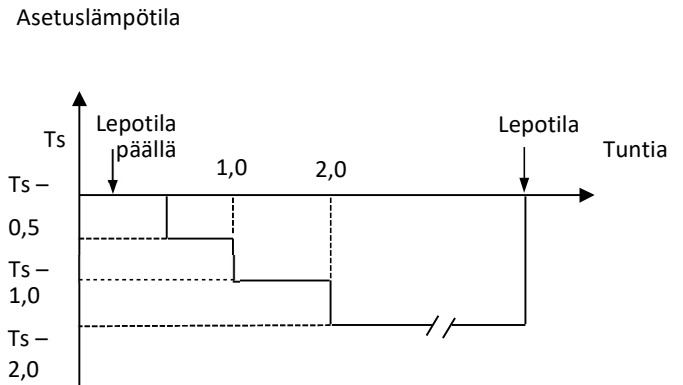 Asetuslämpötila
Ts
Lepotila
päällä
1,0
2,0
Lepotila
Tuntia
Ts –
0,5
Ts –
1,0
Ts –
2,0